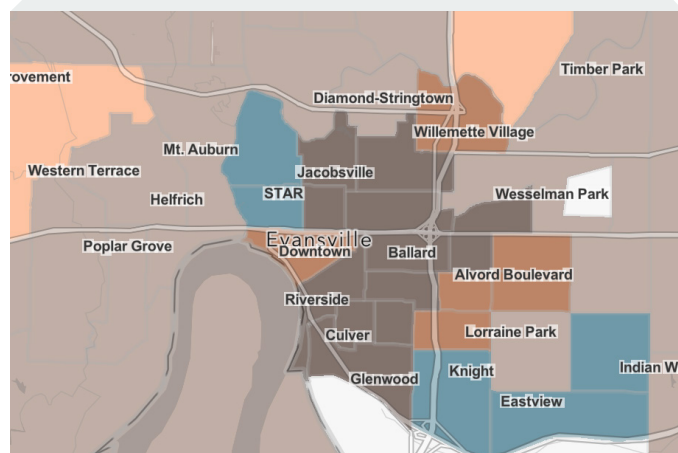 Timber Park
rovement
Diamond-Stringtown
Willemette Village
Mt. Auburn
Western Terrace
Jacobsville
STAR
Wesselman Park
Helfrich
Evansville
Poplar Grove
Downtown
Ballard
Alvord Boulevard
Riverside
Culver
Lorraine Park
Knight
Indian W
Glenwood
Eastview